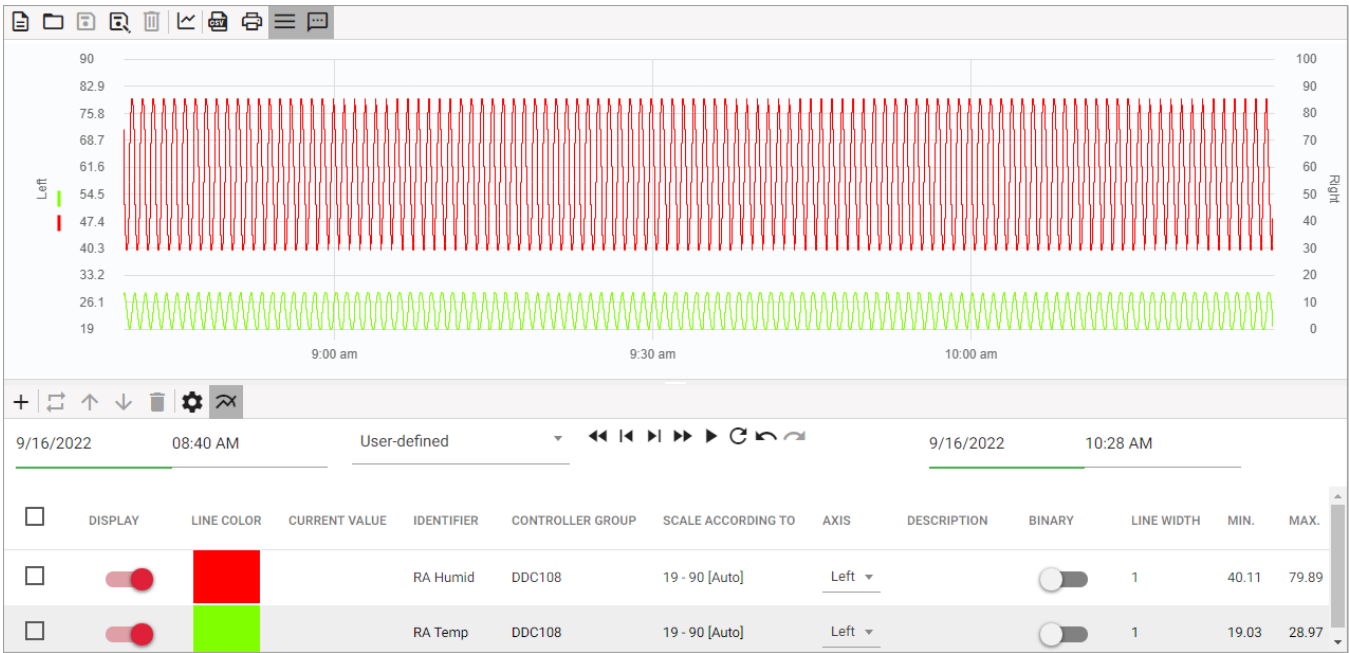 CSV
90 100
82.9 90
75.8 80
68.7 70
61.6 60
Left 54.5 50 Right
47.4 40
40.3 30
33.2 20
26.1 10
19 0
9:00 am 9:30 am 10:00 am
9/16/2022 08:40 AM User-defined 9/16/2022 10:28 AM
DISPLAY LINE COLOR CURRENT VALUE IDENTIFIER CONTROLLER GROUP SCALE ACCORDING TO AXIS DESCRIPTION BINARY LINE WIDTH MIN. MAX.
RA Humid DDC108 19 - 90 [Auto] Left 1 40.11 79.89
RA Temp DDC108 19 - 90 [Auto] Left 1 19.03 28.97